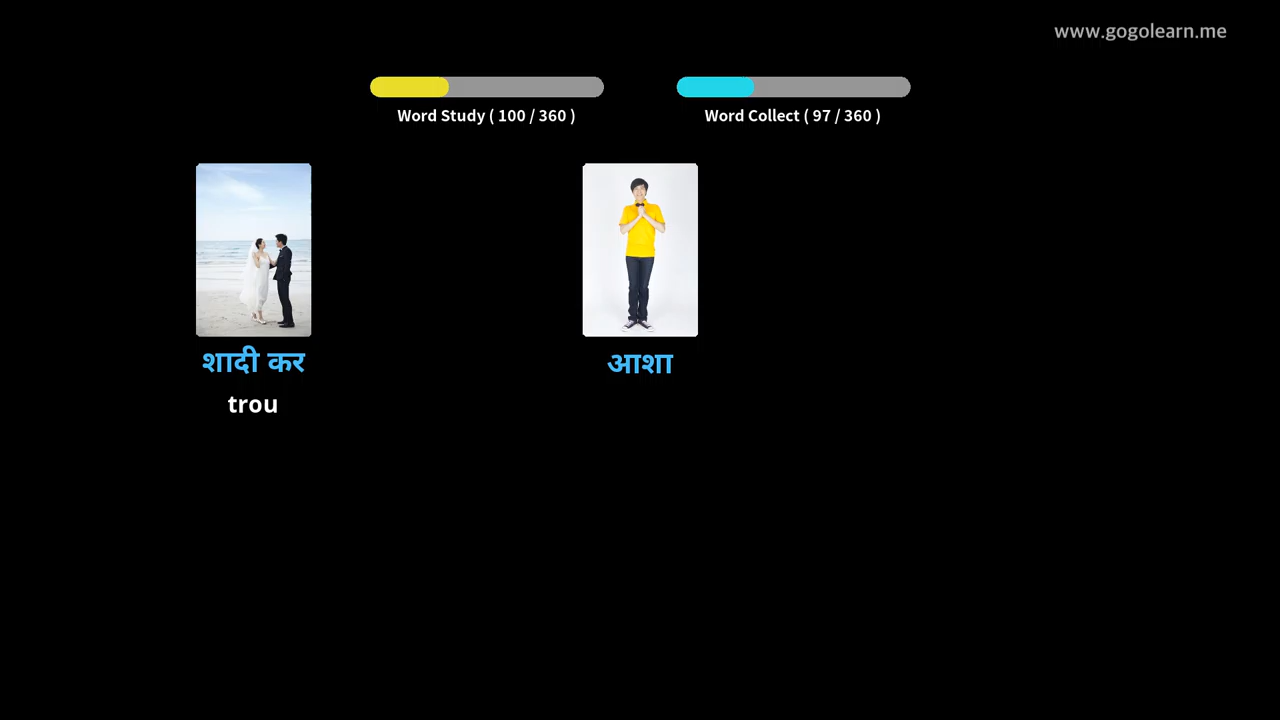 www.gogolearn.me
Word Study ( 100 / 360 )
Word Collect ( 97 / 360 )
शादी कर
trou
आशा